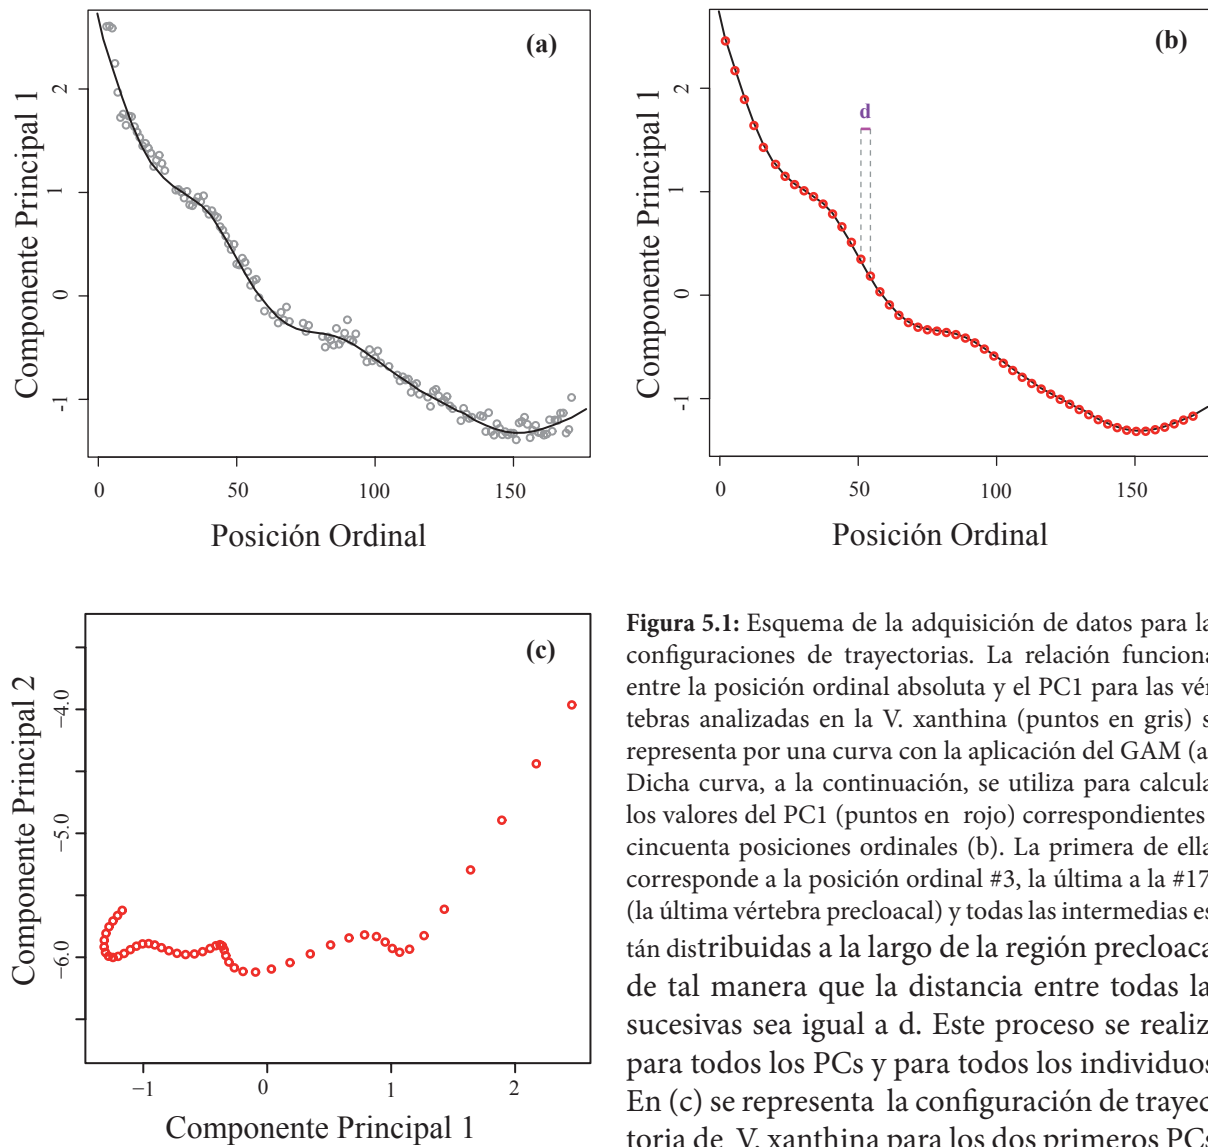 (a)
Componente Principal 1
2
1
0
-1
0 50 100 150
Posición Ordinal
(b)
d
Componente Principal 1
2
1
0
-1
0 50 100 150
Posición Ordinal
(c)
Componente Principal 2
−4.0
−5.0
−6.0
−1 0 1 2
Componente Principal 1
Figura 5.1: Esquema de la adquisición de datos para la
configuraciones de trayectorias. La relación funciona
entre la posición ordinal absoluta y el PC1 para las vér
tebras analizadas en la V. xanthina (puntos en gris) s
representa por una curva con la aplicación del GAM (a
Dicha curva, a la continuación, se utiliza para calcula
los valores del PC1 (puntos en rojo) correspondientes
cincuenta posiciones ordinales (b). La primera de ella
corresponde a la posición ordinal #3, la última a la #17
(la última vértebra precloacal) y todas las intermedias es
tán distribuidas a la largo de la región precloaca
de tal manera que la distancia entre todas la
sucesivas sea igual a d. Este proceso se realiz
para todos los PCs y para todos los individuos
En (c) se representa la configuración de trayec
toria de V. xanthina para los dos primeros PCs